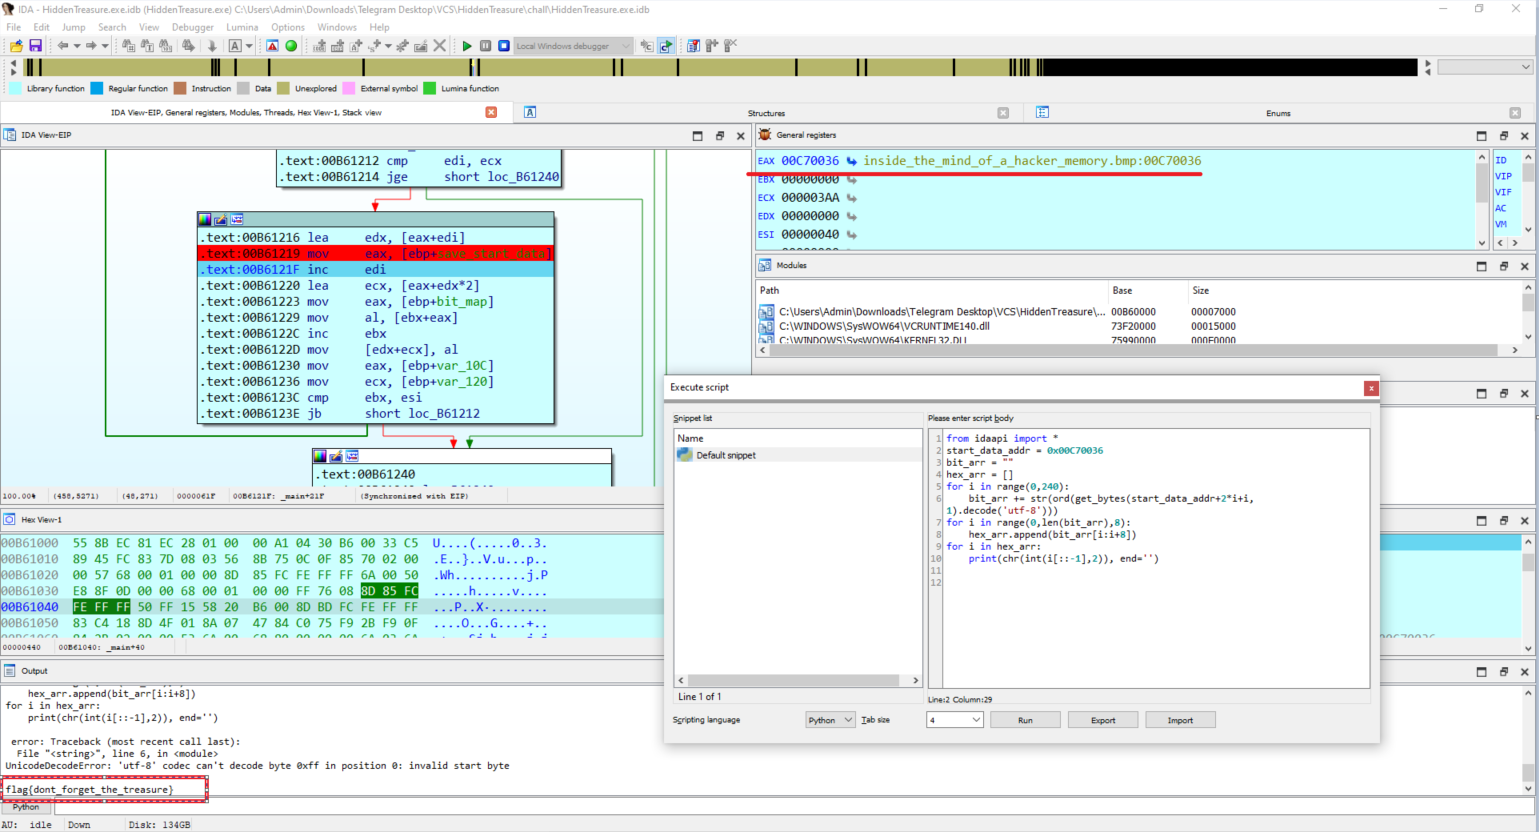 IDA - HiddenTreasure.exe.idb (HiddenTreasure.exe) C:\Users\Admin\Downloads\Telegram Desktop\VCS\HiddenTreasure\chall\HiddenTreasure.exe.idb
File Edit Jump Search View Debugger Lumina Options Windows Help
Local Windows debugger
Library function Regular function Instruction Data Unexplored External symbol Lumina function
IDA View-EIP, General registers, Modules, Threads, Hex View-1, Stack view
Structures
Enums
IDA View-EIP
.text:00B61212 cmp edi, ecx
.text:00B61214 jge short loc_B61240
.text:00B61216 lea edx, [eax+edi]
.text:00B61219 mov eax, [ebp+save_start_data]
.text:00B6121F inc edi
.text:00B61220 lea ecx, [eax+edx*2]
.text:00B61223 mov eax, [ebp+bit_map]
.text:00B61229 mov al, [ebx+eax]
.text:00B6122C inc ebx
.text:00B6122D mov [edx+ecx], al
.text:00B61230 mov eax, [ebp+var_10C]
.text:00B61236 mov ecx, [ebp+var_120]
.text:00B6123C cmp ebx, esi
.text:00B6123E jb short loc_B61212
.text:00B61240
100.00% (455,5271) (45,271) 0000061F 00B6121F: _main+21F (Synchronised with EIP)
General registers
EAX 00C70036 inside_the_mind_of_a_hacker_memory.bmp:00C70036
EBX 00000000
ECX 000003AA
EDX 00000000
ESI 00000040
ID
VIP
VIF
AC
VM
Modules
Path Base Size
C:\Users\Admin\Downloads\Telegram Desktop\VCS\HiddenTreasure\... 00B60000 00007000
C:\WINDOWS\SysWOW64\VCRUNTIME140.dll 73F20000 00015000
C:\WINDOWS\SysWOW64\KERNEL32.DLL 75990000 000F0000
Hex View-1
00B61000 55 8B EC 81 EC 28 01 00 00 A1 04 30 B6 00 33 C5 U....(.....0..3.
00B61010 89 45 FC 83 7D 08 03 56 8B 75 0C 0F 85 70 02 00 .E..}..V.u...p..
00B61020 00 57 68 00 01 00 00 8D 85 FC FE FF FF 6A 00 50 .Wh..........j.P
00B61030 E8 8F 0D 00 00 68 00 01 00 00 FF 76 08 8D 85 FC .....h.....v....
00B61040 FE FF FF 50 FF 15 58 20 B6 00 8D BD FC FE FF FF ...P..X·........
00B61050 83 C4 18 8D 4F 01 8A 07 47 84 C0 75 F9 2B F9 0F ....O...G..u.+..
00000440 00B61040: _main+40
Execute script
Snippet list
Name
Default snippet
Line 1 of 1
Please enter script body
1 from idaapi import *
2 start_data_addr = 0x00C70036
3 bit_arr = ""
4 hex_arr = []
5 for i in range(0,240):
6 bit_arr += str(ord(get_bytes(start_data_addr+2*i+i,
1).decode('utf-8')))
7 for i in range(0,len(bit_arr),8):
8 hex_arr.append(bit_arr[i:i+8])
9 for i in hex_arr:
10 print(chr(int(i[::-1],2)), end='')
11
12
Line:2 Column:29
Scripting language Python Tab size 4 Run Export Import
Output
hex_arr.append(bit_arr[i:i+8])
for i in hex_arr:
print(chr(int(i[::-1],2)), end='')
error: Traceback (most recent call last):
File "<string>", line 6, in <module>
UnicodeDecodeError: 'utf-8' codec can't decode byte 0xff in position 0: invalid start byte
flag{dont_forget_the_treasure}
Python
AU: idle Down Disk: 134GB